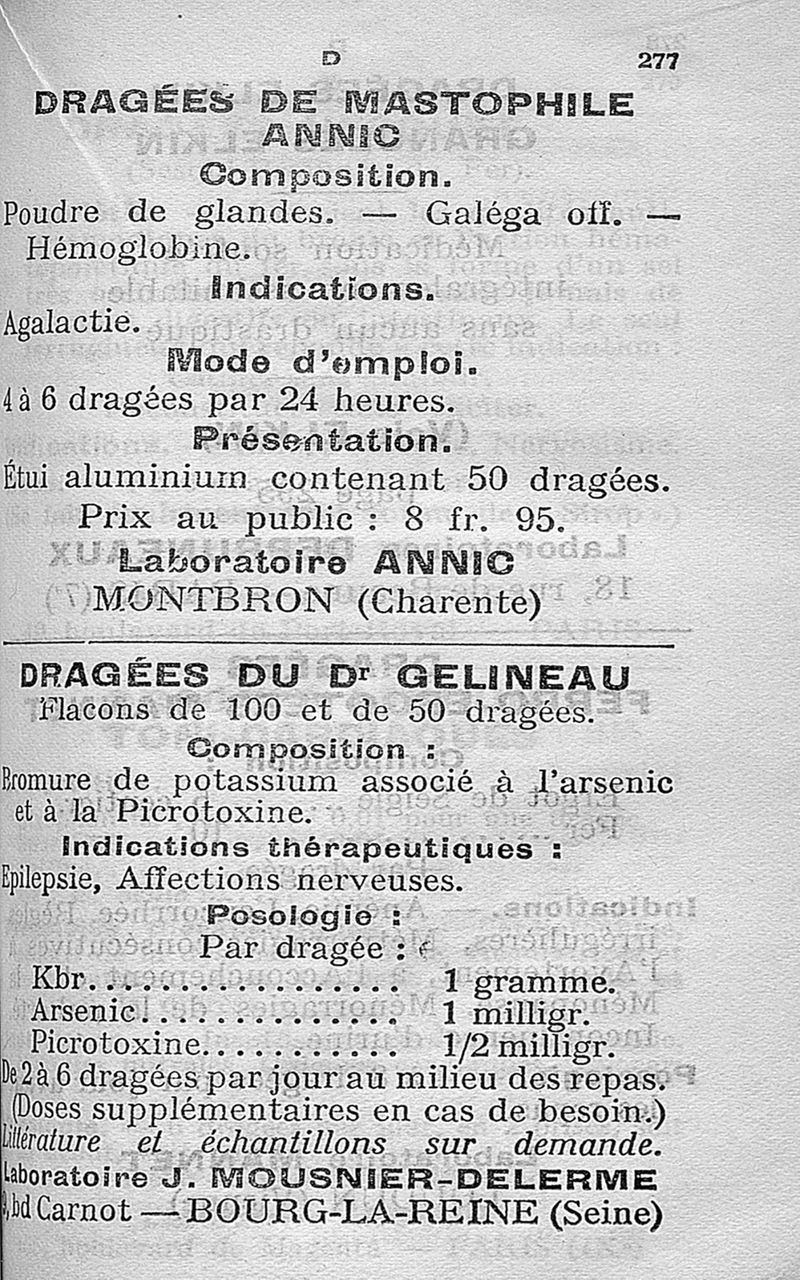 D
277
DRAGÉES DE MASTOPHILE
ANNIC
Composition.
Poudre de glandes. — Galéga off. —
Hémoglobine.
Indications.
Agalactie.
Mode d'emploi.
4 à 6 dragées par 24 heures.
Présentation.
Étui aluminium contenant 50 dragées.
Prix au public : 8 fr. 95.
Laboratoire ANNIC
MONTBRON (Charente)
DRAGÉES DU Dr GELINEAU
Flacons de 100 et de 50 dragées.
Composition :
Bromure de potassium associé à l'arsenic
et à la Picrotoxine.
Indications thérapeutiques :
Epilepsie, Affections nerveuses.
Posologie :
Par dragée :
Kbr................ 1 gramme.
Arsenic.............. 1 milligr.
Picrotoxine........... 1/2 milligr.
De 2 à 6 dragées par jour au milieu des repas.
(Doses supplémentaires en cas de besoin.)
Littérature et échantillons sur demande.
Laboratoire J. MOUSNIER-DELERME
bd Carnot — BOURG-LA-REINE (Seine)